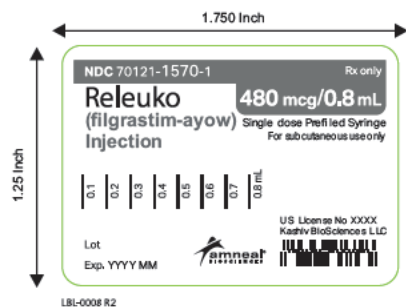 1.750 Inch
1.25 Inch
NDC 70121-1570-1 Rx only
Releuko 480 mcg/0.8 mL
(filgrastim-ayow) Single dose Prefilled Syringe
Injection For subcutaneous use only
0.1 0.2 0.3 0.4 0.5 0.6 0.7 0.8 mL
US License No XXXX
Kashiv BioSciences LLC
Lot
amneal
BIOSCIENCES
Exp. YYYY MM
LBL-0008 R2